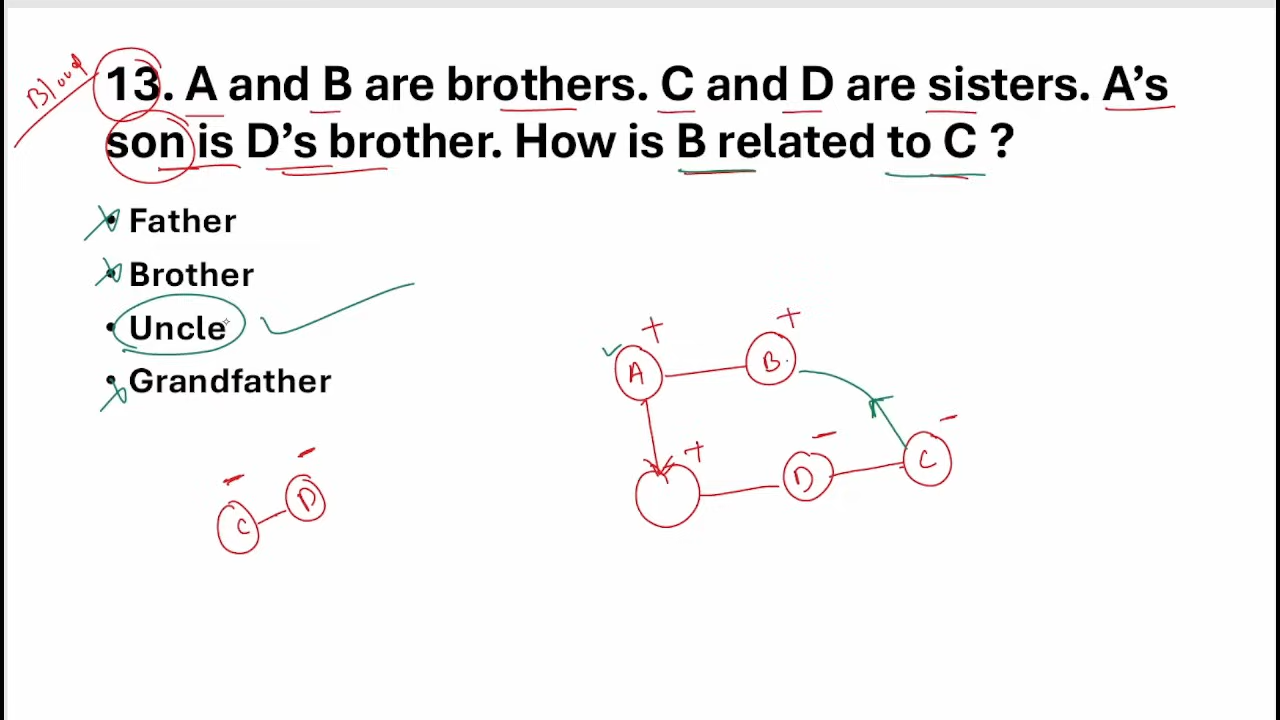 Blood
13. A and B are brothers. C and D are sisters. A's
son is D's brother. How is B related to C ?
• Father
• Brother
• Uncle
• Grandfather
+ +
A B
+ − −
D C
− −
C D